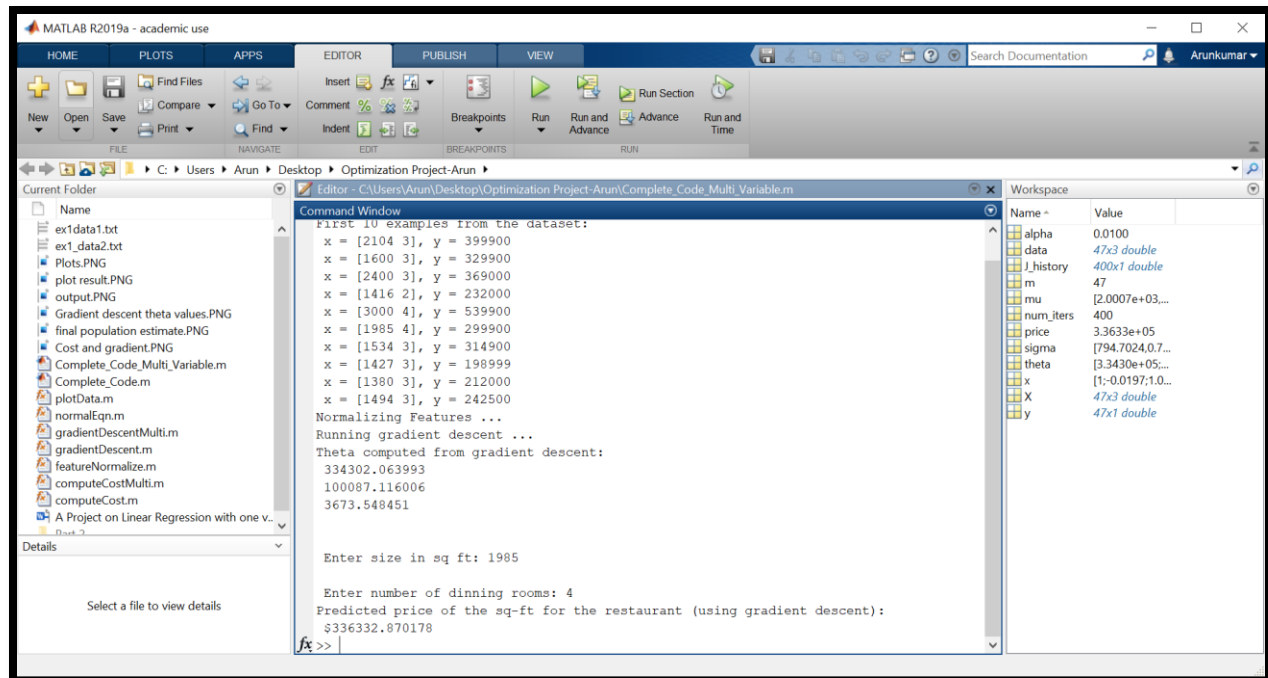 MATLAB R2019a - academic use
HOME PLOTS APPS EDITOR PUBLISH VIEW Search Documentation Arunkumar
New Open Save Find Files Compare Print Go To Find Insert fx Comment Indent Breakpoints Run Run and Advance Run Section Advance Run and Time
FILE NAVIGATE EDIT BREAKPOINTS RUN
C: Users Arun Desktop Optimization Project-Arun
Current Folder
Name
ex1data1.txt
ex1_data2.txt
Plots.PNG
plot result.PNG
output.PNG
Gradient descent theta values.PNG
final population estimate.PNG
Cost and gradient.PNG
Complete_Code_Multi_Variable.m
Complete_Code.m
plotData.m
normalEqn.m
gradientDescentMulti.m
gradientDescent.m
featureNormalize.m
computeCostMulti.m
computeCost.m
A Project on Linear Regression with one v...
Part 2
Details
Select a file to view details
Editor - C:\Users\Arun\Desktop\Optimization Project-Arun\Complete_Code_Multi_Variable.m
Command Window
First 10 examples from the dataset:
x = [2104 3], y = 399900
x = [1600 3], y = 329900
x = [2400 3], y = 369000
x = [1416 2], y = 232000
x = [3000 4], y = 539900
x = [1985 4], y = 299900
x = [1534 3], y = 314900
x = [1427 3], y = 198999
x = [1380 3], y = 212000
x = [1494 3], y = 242500
Normalizing Features ...
Running gradient descent ...
Theta computed from gradient descent:
334302.063993
100087.116006
3673.548451
Enter size in sq ft: 1985
Enter number of dinning rooms: 4
Predicted price of the sq-ft for the restaurant (using gradient descent):
$336332.870178
fx >>
Workspace
Name Value
alpha 0.0100
data 47x3 double
J_history 400x1 double
m 47
mu [2.0007e+03,...
num_iters 400
price 3.3633e+05
sigma [794.7024,0.7...
theta [3.3430e+05;...
x [1;-0.0197;1.0...
X 47x3 double
y 47x1 double